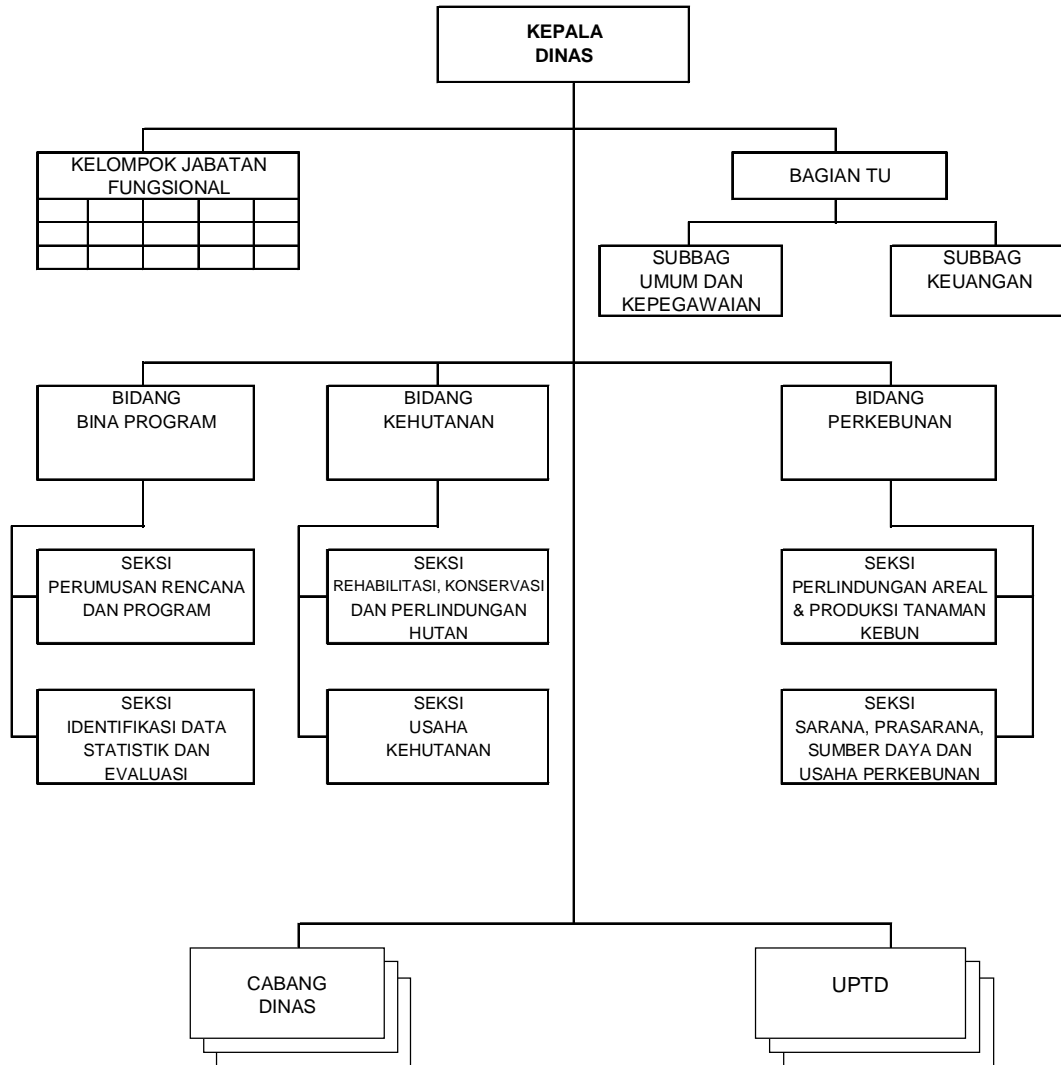 KEPALA
DINAS
KELOMPOK JABATAN
FUNGSIONAL
BAGIAN TU
SUBBAG
UMUM DAN
KEPEGAWAIAN
SUBBAG
KEUANGAN
BIDANG
BINA PROGRAM
BIDANG
KEHUTANAN
BIDANG
PERKEBUNAN
SEKSI
PERUMUSAN RENCANA
DAN PROGRAM
SEKSI
REHABILITASI, KONSERVASI
DAN PERLINDUNGAN
HUTAN
SEKSI
PERLINDUNGAN AREAL
& PRODUKSI TANAMAN
KEBUN
SEKSI
IDENTIFIKASI DATA
STATISTIK DAN
EVALUASI
SEKSI
USAHA
KEHUTANAN
SEKSI
SARANA, PRASARANA,
SUMBER DAYA DAN
USAHA PERKEBUNAN
CABANG
DINAS
UPTD